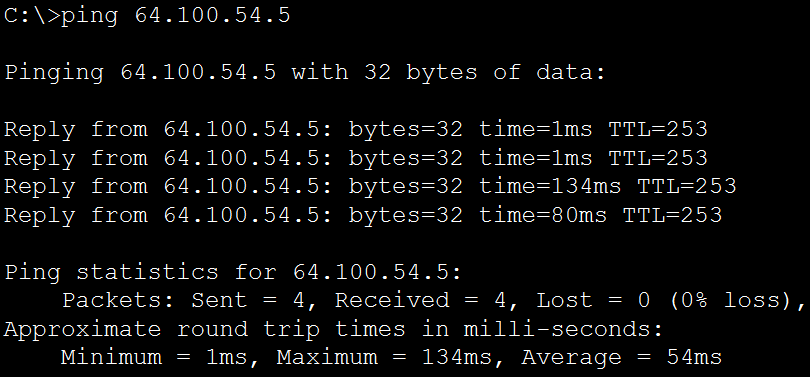 C:\>ping 64.100.54.5
Pinging 64.100.54.5 with 32 bytes of data:
Reply from 64.100.54.5: bytes=32 time=1ms TTL=253
Reply from 64.100.54.5: bytes=32 time=1ms TTL=253
Reply from 64.100.54.5: bytes=32 time=134ms TTL=253
Reply from 64.100.54.5: bytes=32 time=80ms TTL=253
Ping statistics for 64.100.54.5:
    Packets: Sent = 4, Received = 4, Lost = 0 (0% loss),
Approximate round trip times in milli-seconds:
    Minimum = 1ms, Maximum = 134ms, Average = 54ms